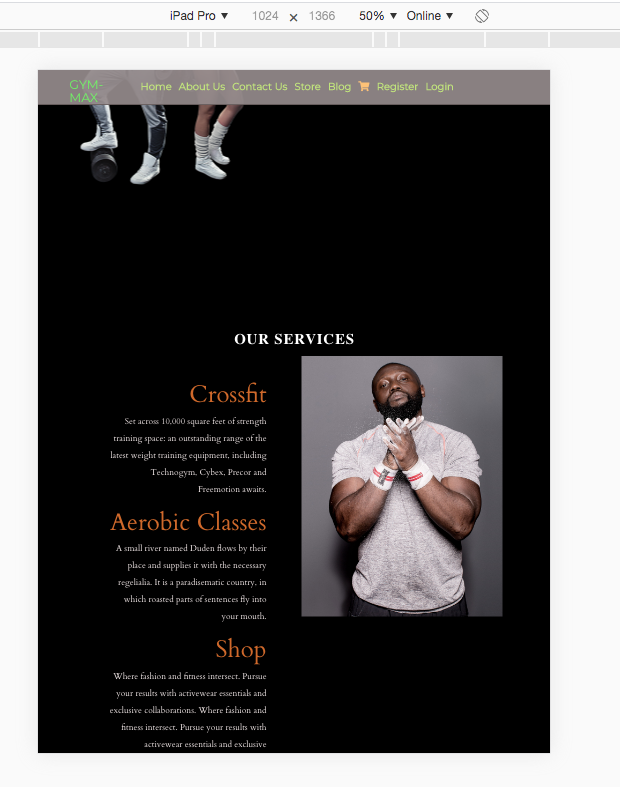 iPad Pro ▼ 1024 × 1366 50% ▼ Online ▼
GYM-
MAX
Home About Us Contact Us Store Blog Register Login
OUR SERVICES
Crossfit
Set across 10,000 square feet of strength
training space: an outstanding range of the
latest weight training equipment, including
Technogym, Cybex, Precor and
Freemotion awaits.
Aerobic Classes
A small river named Duden flows by their
place and supplies it with the necessary
regelialia. It is a paradisematic country, in
which roasted parts of sentences fly into
your mouth.
Shop
Where fashion and fitness intersect. Pursue
your results with activewear essentials and
exclusive collaborations. Where fashion and
fitness intersect. Pursue your results with
activewear essentials and exclusive